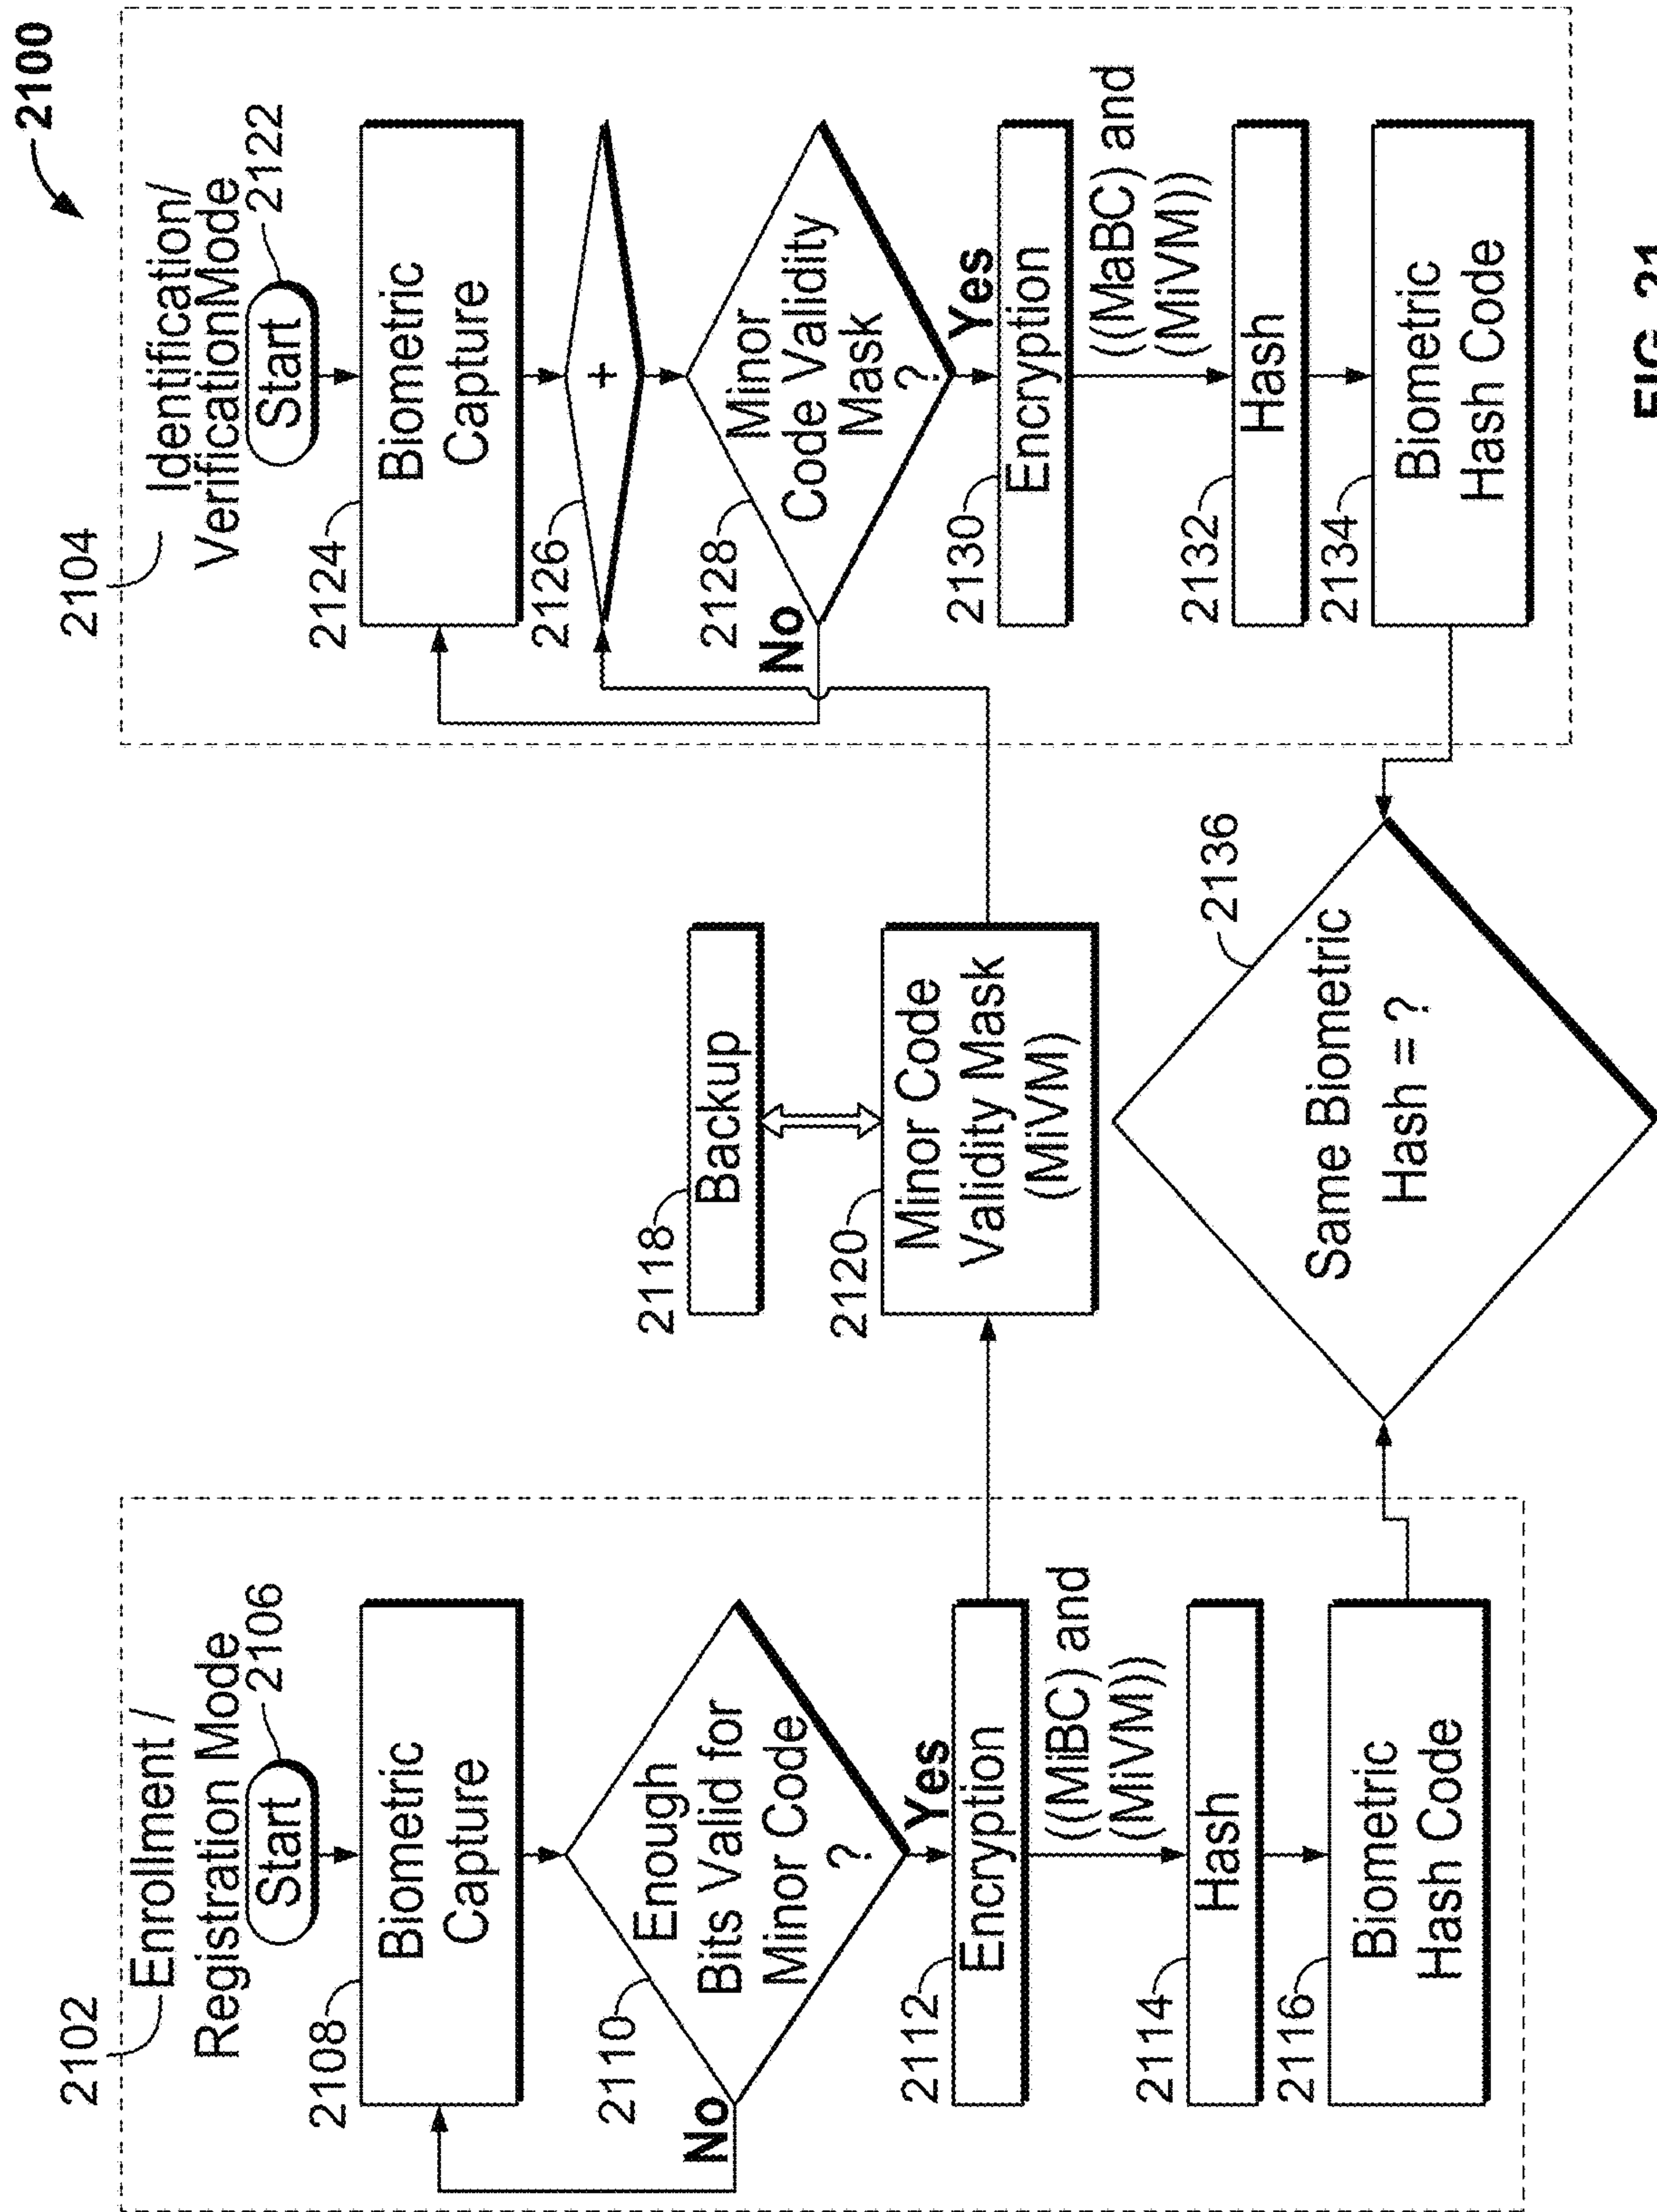 2100
2102
Enrollment /
Registration Mode
Start
2106
2108
Biometric
Capture
2110
Enough
Bits Valid for
Minor Code
?
No
Yes
2112
Encryption
((MiBC) and
(MiVM))
2114
Hash
2116
Biometric
Hash Code
2118
Backup
2120
Minor Code
Validity Mask
(MiVM)
2136
Same Biometric
Hash = ?
2104
Identification/
VerificationMode
Start
2122
2124
Biometric
Capture
2126
+
2128
Minor
Code Validity
Mask
?
No
Yes
2130
Encryption
((MaBC) and
(MiVM))
2132
Hash
2134
Biometric
Hash Code
FIG. 21